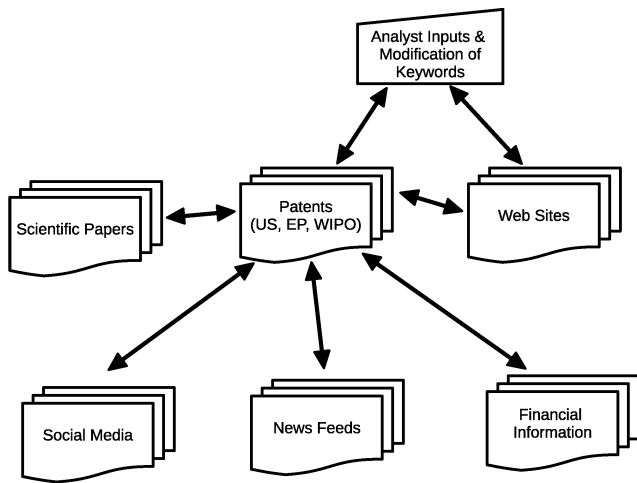 Analyst Inputs &
Modification of
Keywords
Scientific Papers
Patents
(US, EP, WIPO)
Web Sites
Social Media
News Feeds
Financial
Information